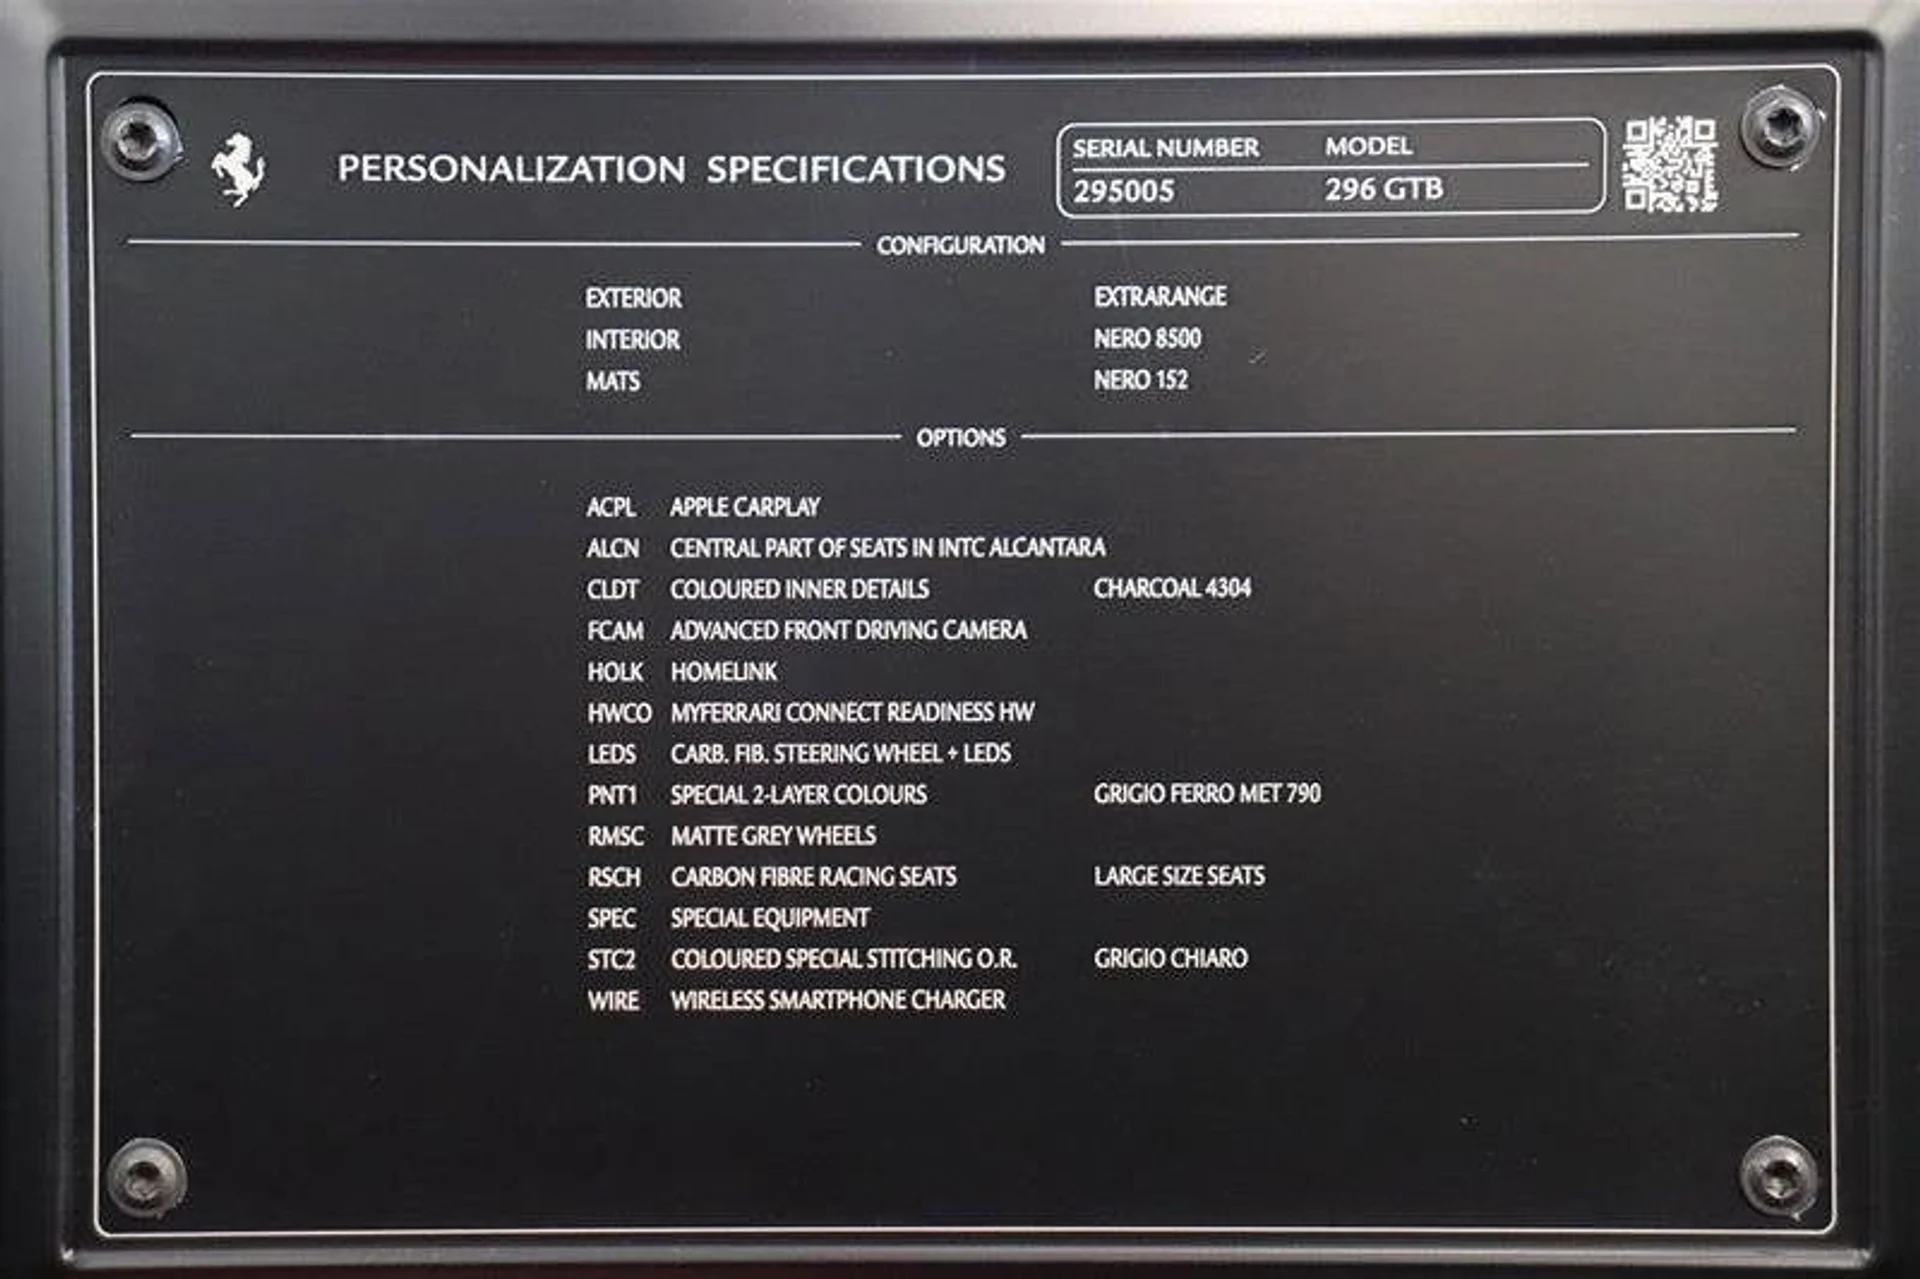 PERSONALIZATION SPECIFICATIONS
SERIAL NUMBER MODEL
295005 296 GTB
CONFIGURATION
EXTERIOR EXTRARANGE
INTERIOR NERO 8500
MATS NERO 152
OPTIONS
ACPL APPLE CARPLAY
ALCN CENTRAL PART OF SEATS IN INTC ALCANTARA
CLDT COLOURED INNER DETAILS CHARCOAL 4304
FCAM ADVANCED FRONT DRIVING CAMERA
HOLK HOMELINK
HWCO MYFERRARI CONNECT READINESS HW
LEDS CARB. FIB. STEERING WHEEL + LEDS
PNT1 SPECIAL 2-LAYER COLOURS GRIGIO FERRO MET 790
RMSC MATTE GREY WHEELS
RSCH CARBON FIBRE RACING SEATS LARGE SIZE SEATS
SPEC SPECIAL EQUIPMENT
STC2 COLOURED SPECIAL STITCHING O.R. GRIGIO CHIARO
WIRE WIRELESS SMARTPHONE CHARGER